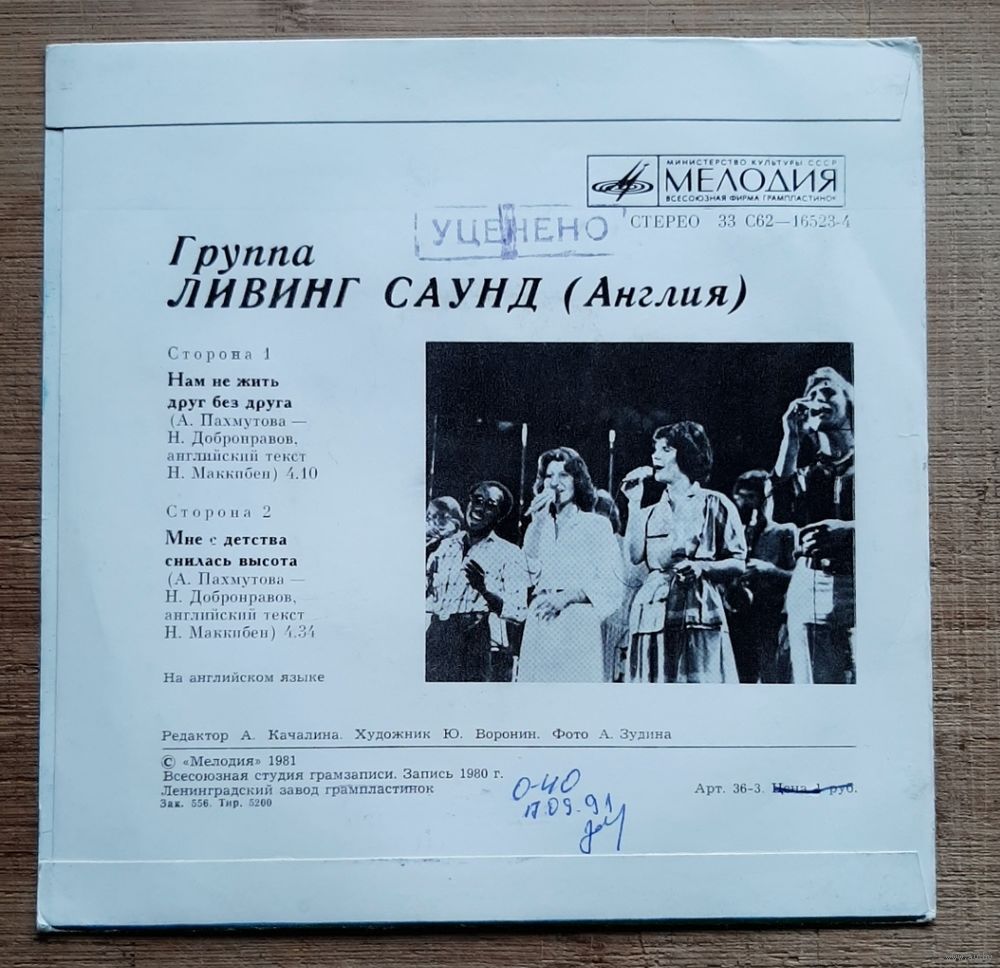 МИНИСТЕРСТВО КУЛЬТУРЫ СССР
МЕЛОДИЯ
ВСЕСОЮЗНАЯ ФИРМА ГРАМПЛАСТИНОК
УЦЕНЕНО
СТЕРЕО 33 С62—16523-4
Группа
ЛИВИНГ САУНД (Англия)
Сторона 1
Нам не жить
друг без друга
(А. Пахмутова —
Н. Добронравов,
английский текст
Н. Маккибен) 4.10
Сторона 2
Мне с детства
снилась высота
(А. Пахмутова —
Н. Добронравов,
английский текст
Н. Маккибен) 4.34
На английском языке
Редактор А. Качалина. Художник Ю. Воронин. Фото А. Зудина
© «Мелодия» 1981
Всесоюзная студия грамзаписи. Запись 1980 г.
Ленинградский завод грампластинок
Зак. 556. Тир. 5200
Арт. 36-3. Цена 1 руб.
0-40
17.09.91